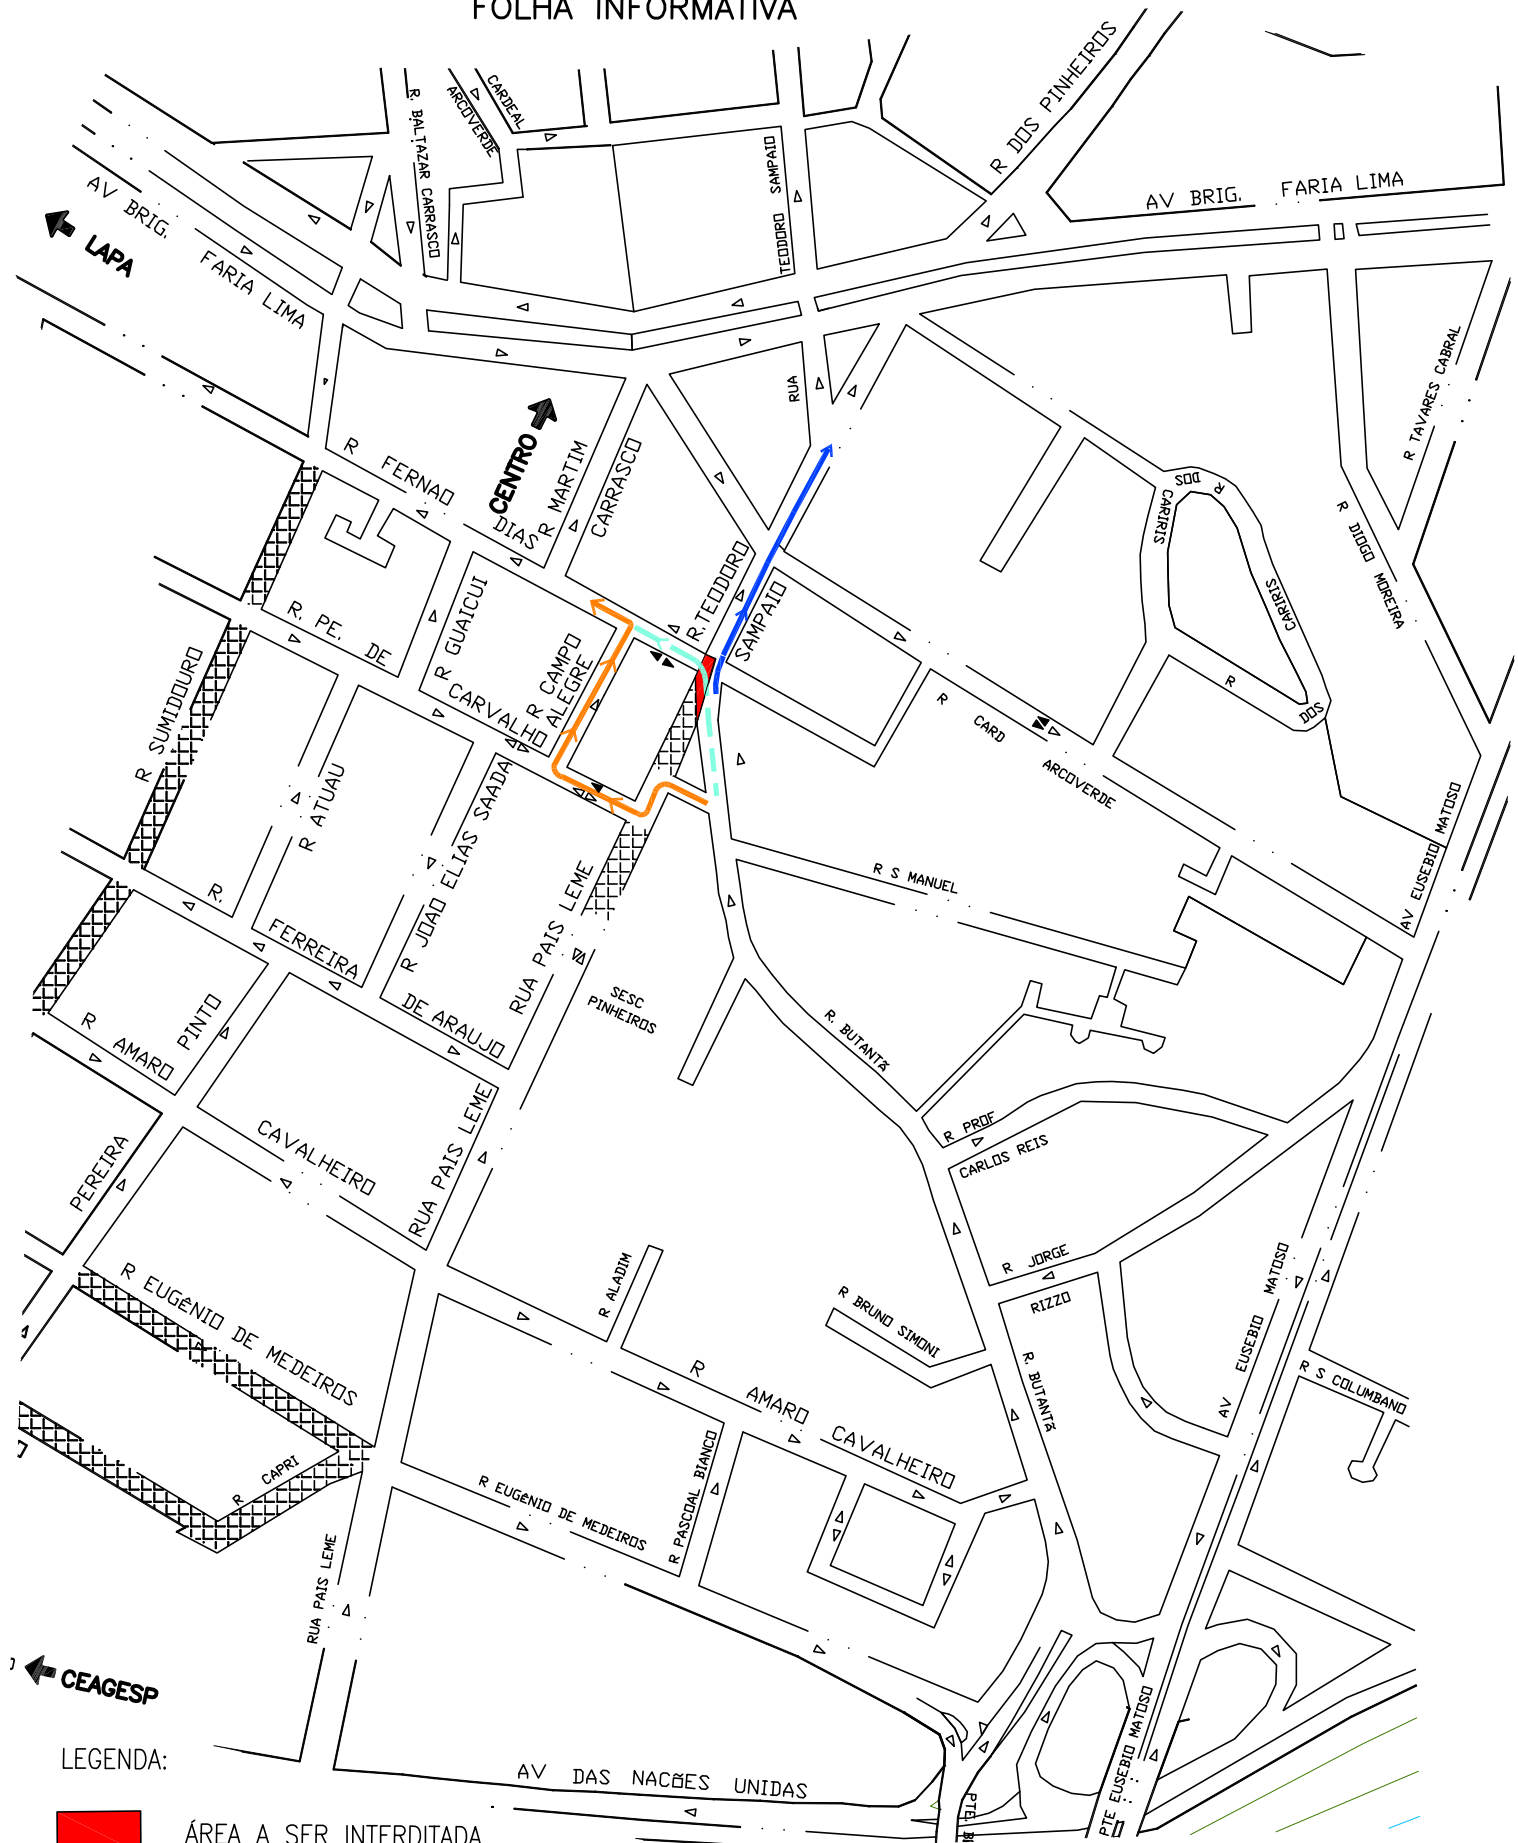 FOLHA INFORMATIVA
R. BALTAZAR CARRASCO
CARDEAL
ARCOVERDE
TEODORO SAMPAIO
R DOS PINHEIROS
AV BRIG. FARIA LIMA
AV BRIG. FARIA LIMA
LAPA
CENTRO
RUA
R TAVARES CABRAL
R FERNAO DIAS
R MARTIM
CARRASCO
R DOS
CARIRIS
CARIRIS
R DOS
R DIOGO MOREIRA
R.TEODORO
SAMPAIO
R. PE. DE
CARVALHO
R GUAICUI
R CAMPO
ALEGRE
R SUMIDOURO
R ATUAU
R JOAO ELIAS SAADA
R CARD
ARCOVERDE
AV EUSEBIO MATOSO
R S MANUEL
R. FERREIRA
DE ARAUJO
RUA PAIS LEME
SESC
PINHEIROS
R. BUTANTÃ
R AMARO
PINTO
CAVALHEIRO
PEREIRA
RUA PAIS LEME
R PROF
CARLOS REIS
R JORGE
RIZZO
R ALADIM
R BRUNO SIMONI
R EUGÊNIO DE MEDEIROS
R. BUTANTÃ
AV EUSEBIO MATOSO
R S COLUMBANO
R AMARO
CAVALHEIRO
R CAPRI
R EUGÊNIO DE MEDEIROS
R PASCOAL BIANCO
RUA PAIS LEME
CEAGESP
PTE EUSEBIO MATOSO
LEGENDA:
AV DAS NACÕES UNIDAS
PTE.
ÁREA A SER INTERDITADA